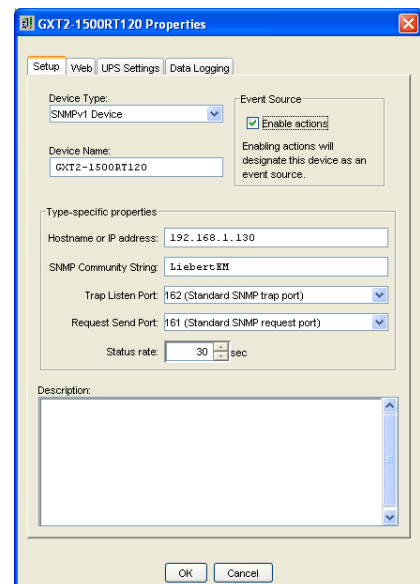 GXT2-1500RT120 Properties
Setup Web UPS Settings Data Logging
Device Type:
SNMPv1 Device
Device Name:
GXT2-1500RT120
Event Source
Enable actions
Enabling actions will
designate this device as an
event source.
Type-specific properties
Hostname or IP address: 192.168.1.130
SNMP Community String: LiebertEM
Trap Listen Port: 162 (Standard SNMP trap port)
Request Send Port: 161 (Standard SNMP request port)
Status rate: 30 sec
Description:
OK Cancel